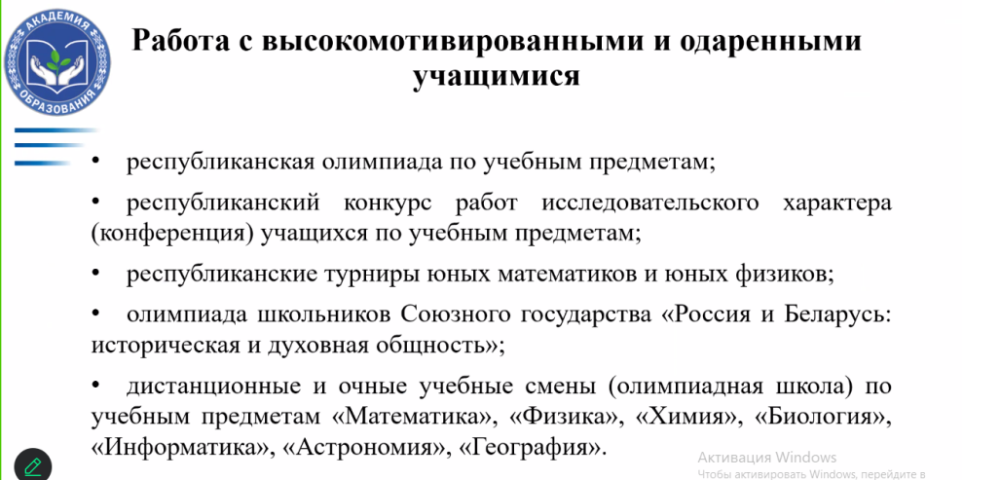 АКАДЕМИЯ
ОБРАЗОВАНИЯ
Работа с высокомотивированными и одаренными
учащимися
• республиканская олимпиада по учебным предметам;
• республиканский конкурс работ исследовательского характера
(конференция) учащихся по учебным предметам;
• республиканские турниры юных математиков и юных физиков;
• олимпиада школьников Союзного государства «Россия и Беларусь:
историческая и духовная общность»;
• дистанционные и очные учебные смены (олимпиадная школа) по
учебным предметам «Математика», «Физика», «Химия», «Биология»,
«Информатика», «Астрономия», «География».
Активация Windows
Чтобы активировать Windows, перейдите в